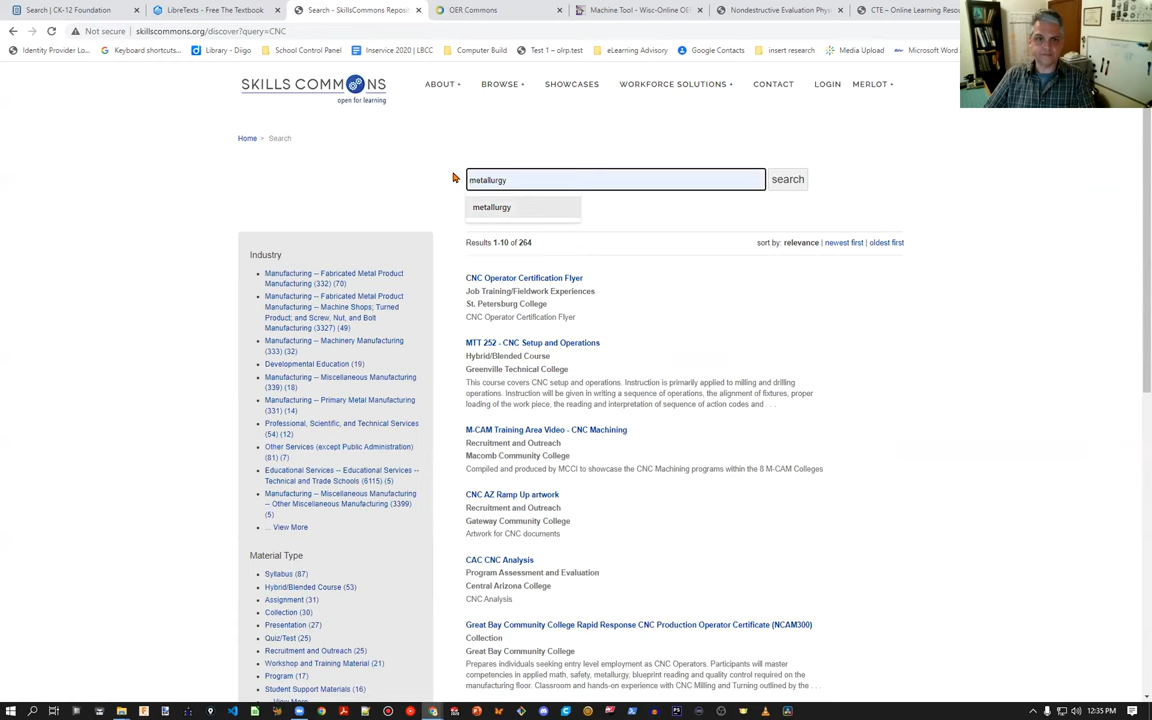 Search | CK-12 Foundation
LibreTexts - Free The Textbook
Search - SkillsCommons Reposi
OER Commons
Machine Tool - Wisc-Online OE
Nondestructive Evaluation Phys
CTE – Online Learning Reso
Not secure | skillscommons.org/discover?query=CNC
Identity Provider Lo...
Keyboard shortcuts...
Library - Diigo
School Control Panel
Inservice 2020 | LBCC
Computer Build
Test 1 – olrp.test
eLearning Advisory
Google Contacts
insert research
Media Upload
Microsoft Word
SKILLS COMMONS
open for learning
ABOUT
BROWSE
SHOWCASES
WORKFORCE SOLUTIONS
CONTACT
LOGIN
MERLOT
Home > Search
metallurgy
search
metallurgy
Results 1-10 of 264
sort by: relevance | newest first | oldest first
Industry
Manufacturing -- Fabricated Metal Product
Manufacturing (332) (70)
Manufacturing -- Fabricated Metal Product
Manufacturing -- Machine Shops; Turned
Product; and Screw, Nut, and Bolt
Manufacturing (3327) (49)
Manufacturing -- Machinery Manufacturing
(333) (32)
Developmental Education (19)
Manufacturing -- Miscellaneous Manufacturing
(339) (18)
Manufacturing -- Primary Metal Manufacturing
(331) (14)
Professional, Scientific, and Technical Services
(54) (12)
Other Services (except Public Administration)
(81) (7)
Educational Services -- Educational Services --
Technical and Trade Schools (6115) (5)
Manufacturing -- Miscellaneous Manufacturing
-- Other Miscellaneous Manufacturing (3399)
(5)
... View More
Material Type
Syllabus (87)
Hybrid/Blended Course (53)
Assignment (31)
Collection (30)
Presentation (27)
Quiz/Test (25)
Recruitment and Outreach (25)
Workshop and Training Material (21)
Program (17)
Student Support Materials (16)
... View More
CNC Operator Certification Flyer
Job Training/Fieldwork Experiences
St. Petersburg College
CNC Operator Certification Flyer
MTT 252 - CNC Setup and Operations
Hybrid/Blended Course
Greenville Technical College
This course covers CNC setup and operations. Instruction is primarily applied to milling and drilling
operations. Instruction will be given in writing a sequence of operations, the alignment of fixtures, proper
loading of the work piece, the reading and interpretation of sequence of action codes and . . .
M-CAM Training Area Video - CNC Machining
Recruitment and Outreach
Macomb Community College
Compiled and produced by MCCI to showcase the CNC Machining programs within the 8 M-CAM Colleges
CNC AZ Ramp Up artwork
Recruitment and Outreach
Gateway Community College
Artwork for CNC documents
CAC CNC Analysis
Program Assessment and Evaluation
Central Arizona College
CNC Analysis
Great Bay Community College Rapid Response CNC Production Operator Certificate (NCAM300)
Collection
Great Bay Community College
Prepares individuals seeking entry level employment as CNC Operators. Participants will master
competencies in applied math, safety, metallurgy, blueprint reading and quality control required on the
manufacturing floor. Classroom and hands-on experience with CNC Milling and Turning outlined by the . . .
12:35 PM